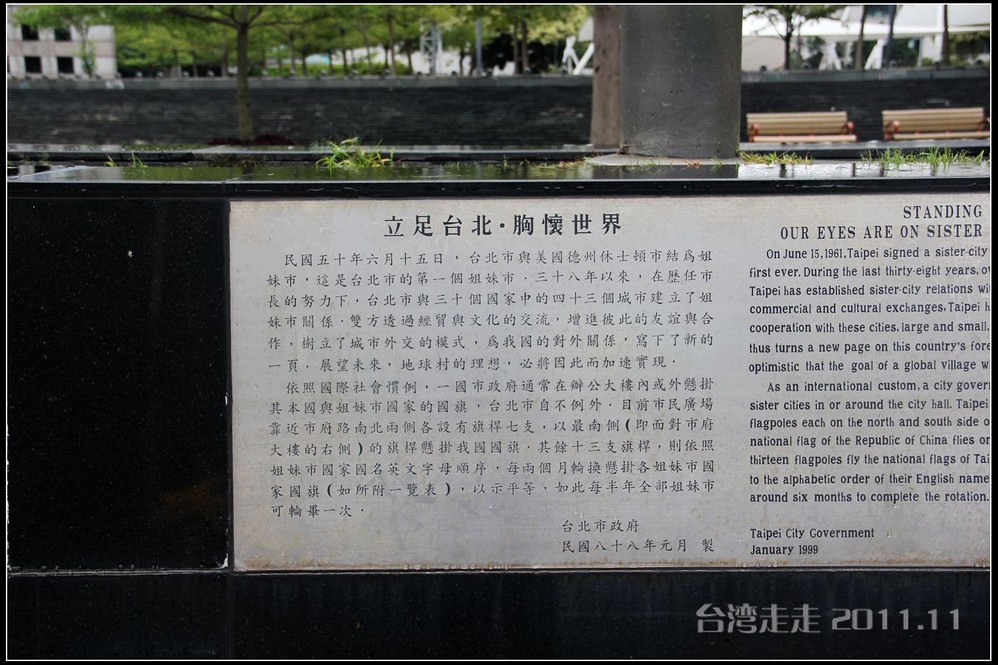 立足台北·胸懷世界
民國五十年六月十五日，台北市與美國德州休士頓市結為姐
妹市，這是台北市的第一個姐妹市．三十八年以來，在歷任市
長的努力下，台北市與三十個國家中的四十三個城市建立了姐
妹市關係．雙方透過經貿與文化的交流，增進彼此的友誼與合
作，樹立了城市外交的模式，為我國的對外關係，寫下了新的
一頁．展望未來，地球村的理想，必將因此而加速實現．
依照國際社會慣例，一國市政府通常在辦公大樓內或外懸掛
其本國與姐妹市國家的國旗，台北市自不例外．目前市民廣場
靠近市府路南北兩側各設有旗桿七支，以最南側(即面對市府
大樓的右側)的旗桿懸掛我國國旗．其餘十三支旗桿，則依照
姐妹市國家國名英文字母順序，每兩個月輪換懸掛各姐妹市國
家國旗(如所附一覽表)，以示平等，如此每半年全部姐妹市
可輪畢一次．
台北市政府
民國八十八年元月 製
STANDING
OUR EYES ARE ON SISTER
On June 15,1961.Taipei signed a sister-city
first ever. During the last thirty-eight years,
Taipei has established sister-city relations
commercial and cultural exchanges, Taipei
cooperation with these cities, large and small,
thus turns a new page on this country's
optimistic that the goal of a global village
As an international custom, a city
sister cities in or around the city hall. Taipei
flagpoles each on the north and south side
national flag of the Republic of China flies
thirteen flagpoles fly the national flags of
to the alphabetic order of their English
around six months to complete the rotation.
Taipei City Government
January 1999
台湾走走 2011.11